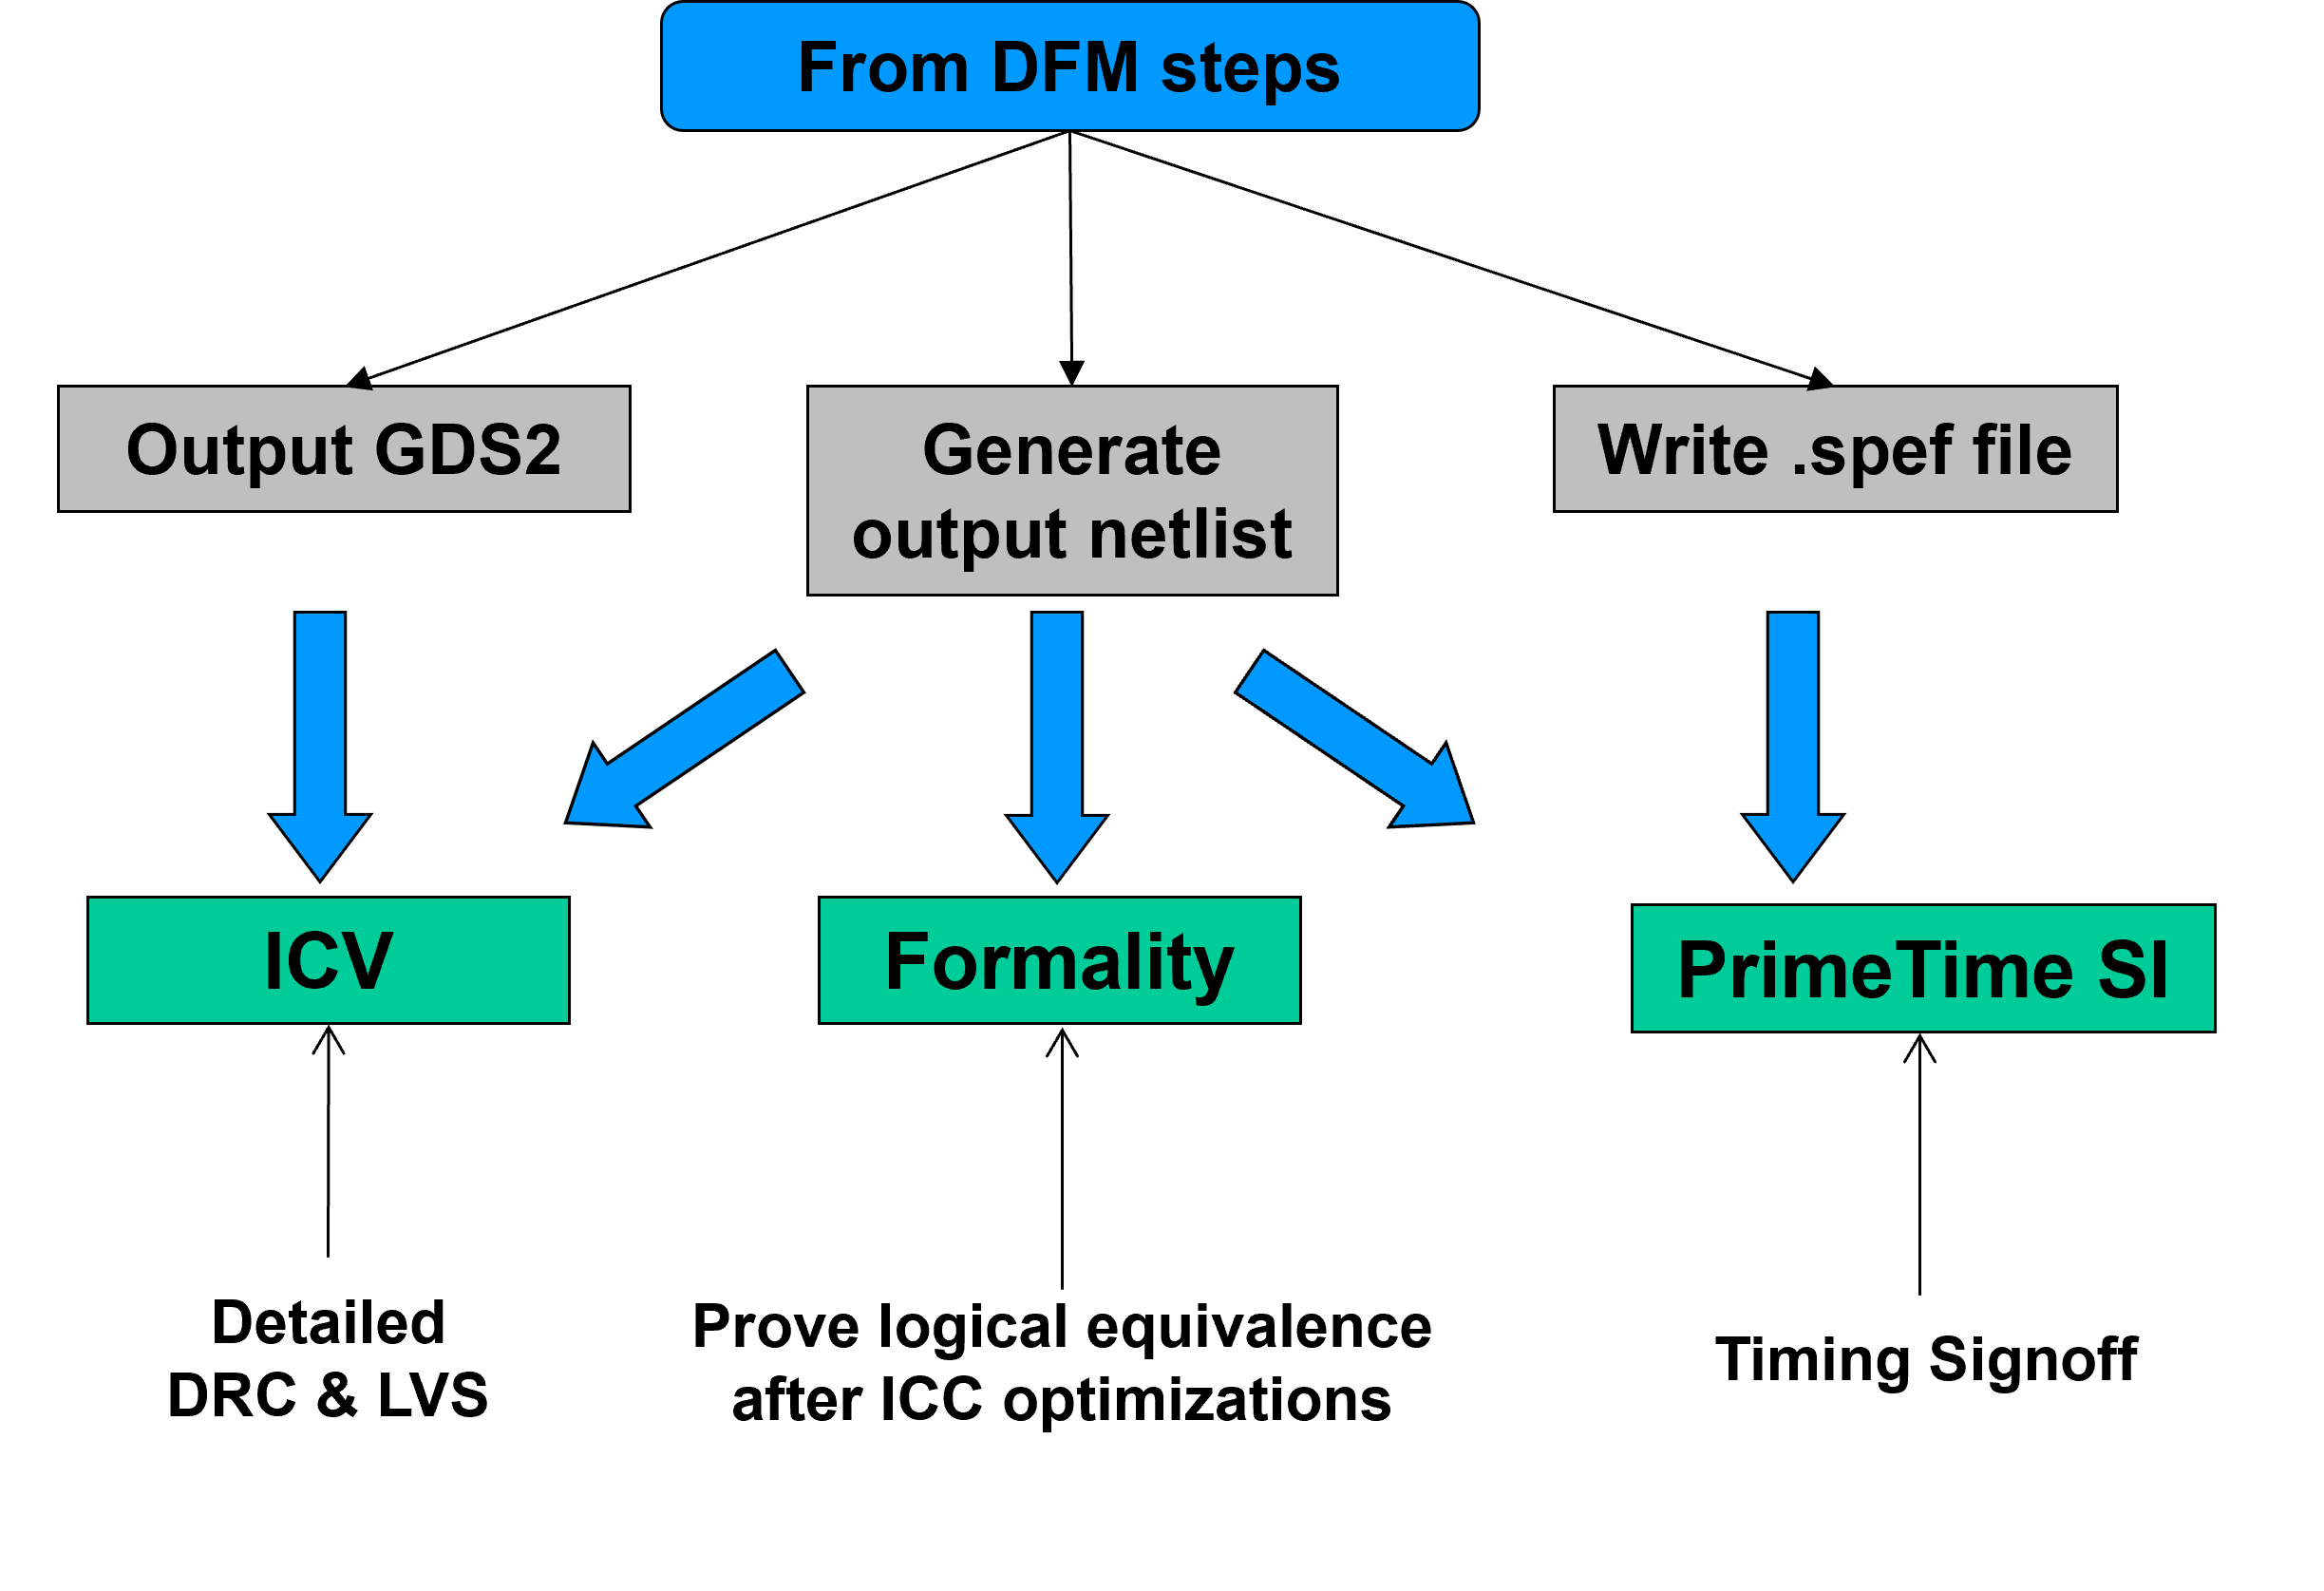 From DFM steps
Output GDS2
Generate
output netlist
Write .spef file
ICV
Formality
PrimeTime SI
Detailed
DRC & LVS
Prove logical equivalence
after ICC optimizations
Timing Signoff